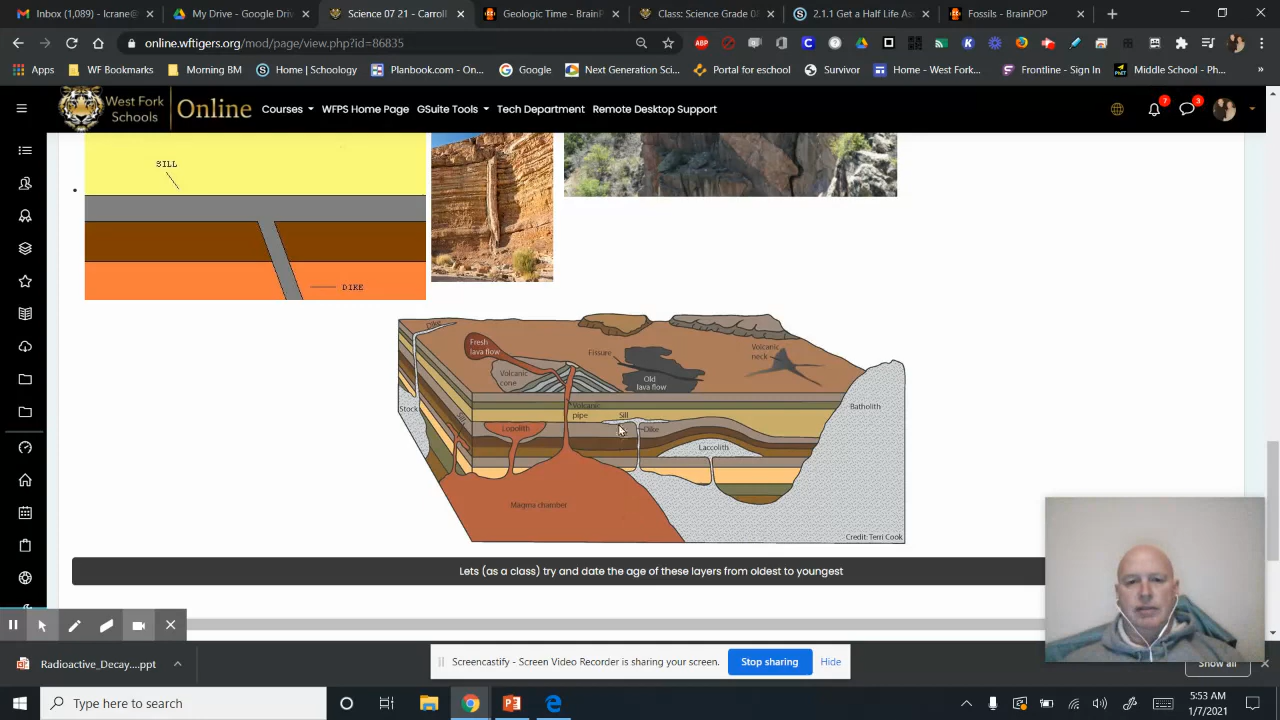 Icrane@
My Drive - Google Dri
Science 07 21 - Carroll
Geologic Time - BrainP
Class: Science Grade 0
2.1.1 Get a Half Life As
Fossils - BrainPOP
online.wftigers.org/mod/page/view.php?id=86835
ABP
Apps
WF Bookmarks
Morning BM
Home | Schoology
Planbook.com - On...
Google
Next Generation Sci...
Portal for eschool
Survivor
Home - West Fork...
Frontline - Sign In
Middle School - Ph...
West Fork
Schools
Online
Courses
WFPS Home Page
GSuite Tools
Tech Department
Remote Desktop Support
7
3
SILL
DIKE
Dike
Fresh
lava flow
Fissure
Volcanic
neck
Volcanic
cone
Old
lava flow
Stock
Volcanic
pipe
Sill
Batholith
Lopolith
Dike
Laccolith
Magma chamber
Credit: Terri Cook
Lets (as a class) try and date the age of these layers from oldest to youngest
Radioactive_Decay....ppt
Screencastify - Screen Video Recorder is sharing your screen.
Stop sharing
Hide
Show all
Type here to search
5:53 AM
1/7/2021